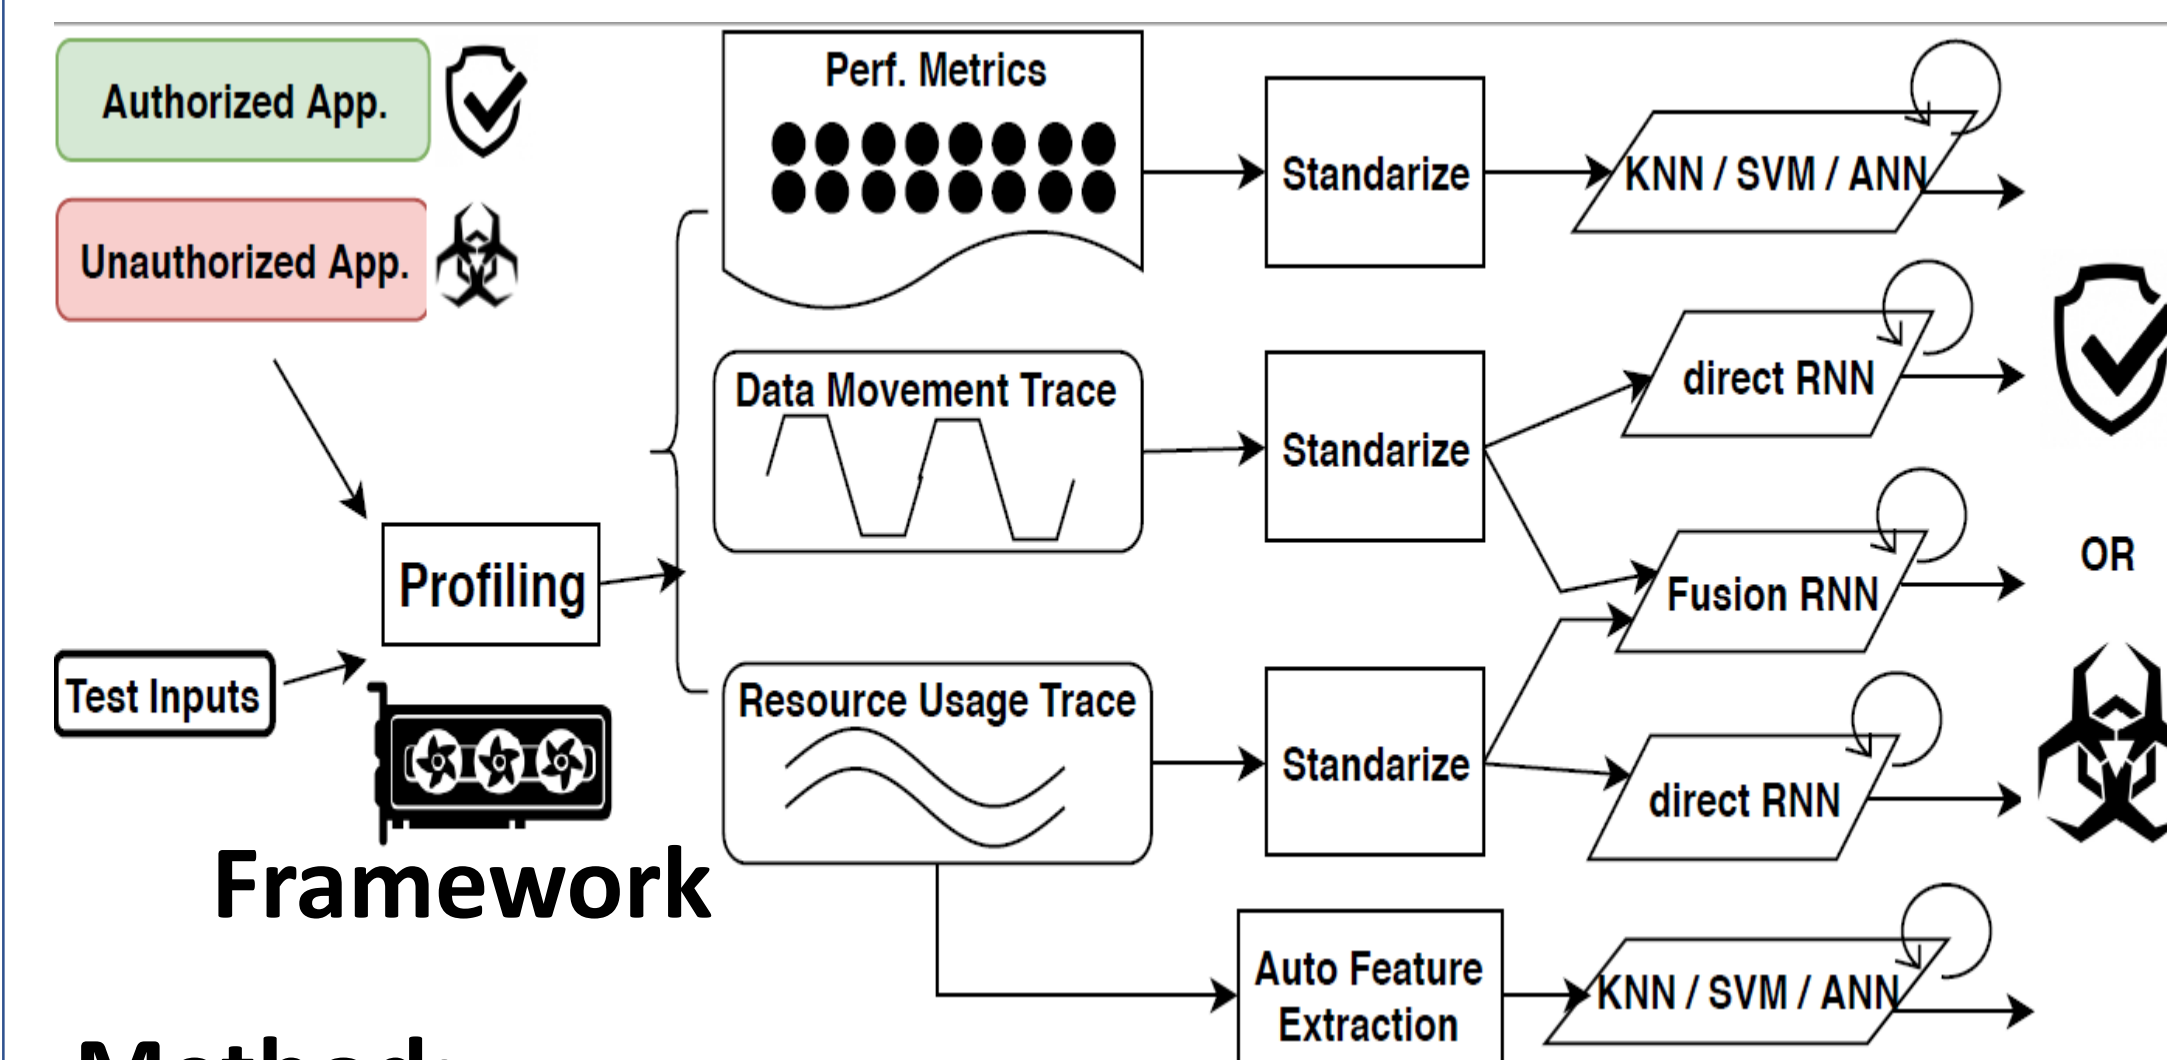 Authorized App.
Unauthorized App.
Test Inputs
Profiling
Framework
Perf. Metrics
Data Movement Trace
Resource Usage Trace
Standarize
Standarize
Standarize
Auto Feature
Extraction
KNN / SVM / ANN
direct RNN
Fusion RNN
direct RNN
KNN / SVM / ANN
OR